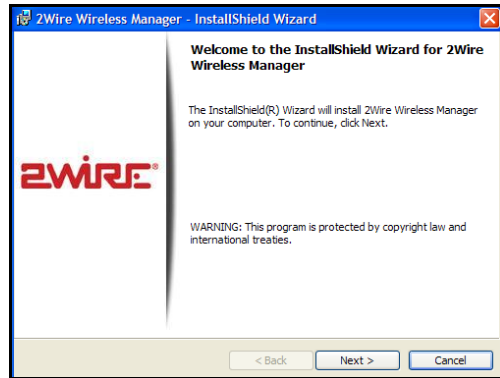 2Wire Wireless Manager - InstallShield Wizard
Welcome to the InstallShield Wizard for 2Wire
Wireless Manager
The InstallShield(R) Wizard will install 2Wire Wireless Manager
on your computer. To continue, click Next.
2WIRE®
WARNING: This program is protected by copyright law and
international treaties.
< Back
Next >
Cancel